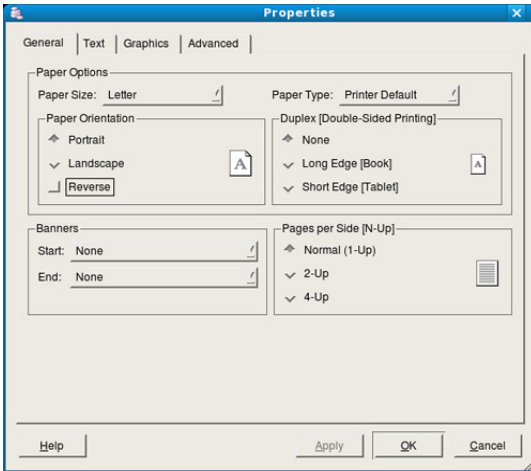 Properties
General Text Graphics Advanced
Paper Options
Paper Size: Letter Paper Type: Printer Default
Paper Orientation Duplex [Double-Sided Printing]
Portrait None
Landscape A Long Edge [Book] A
Reverse Short Edge [Tablet]
Banners Pages per Side [N-Up]
Start: None Normal (1-Up)
End: None 2-Up
4-Up
Help Apply OK Cancel